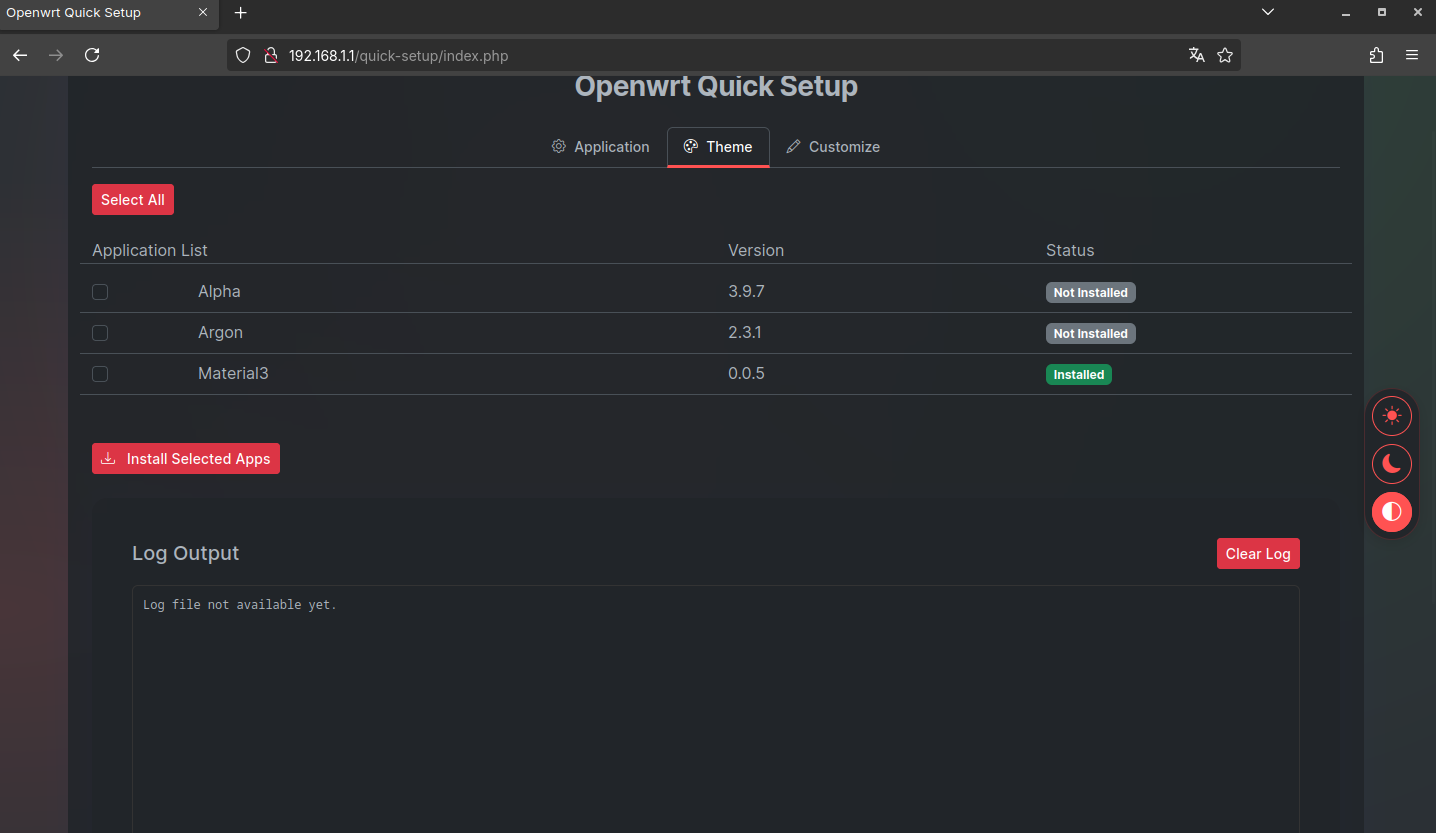 Openwrt Quick Setup
192.168.1.1/quick-setup/index.php
Openwrt Quick Setup
Application Theme Customize
Select All
Application List Version Status
Alpha 3.9.7 Not Installed
Argon 2.3.1 Not Installed
Material3 0.0.5 Installed
Install Selected Apps
Log Output Clear Log
Log file not available yet.